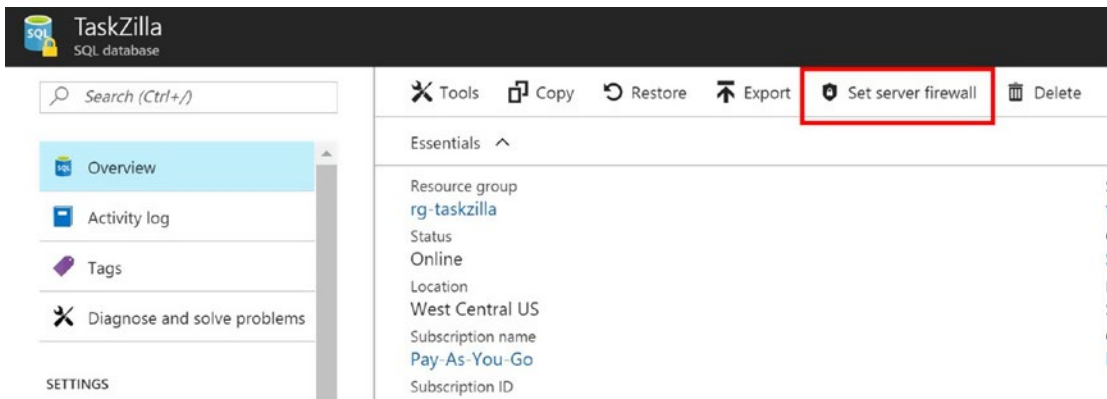 TaskZilla
SQL database
Search (Ctrl+/)
Overview
Activity log
Tags
Diagnose and solve problems
SETTINGS
Tools Copy Restore Export Set server firewall Delete
Essentials
Resource group
rg-taskzilla
Status
Online
Location
West Central US
Subscription name
Pay-As-You-Go
Subscription ID